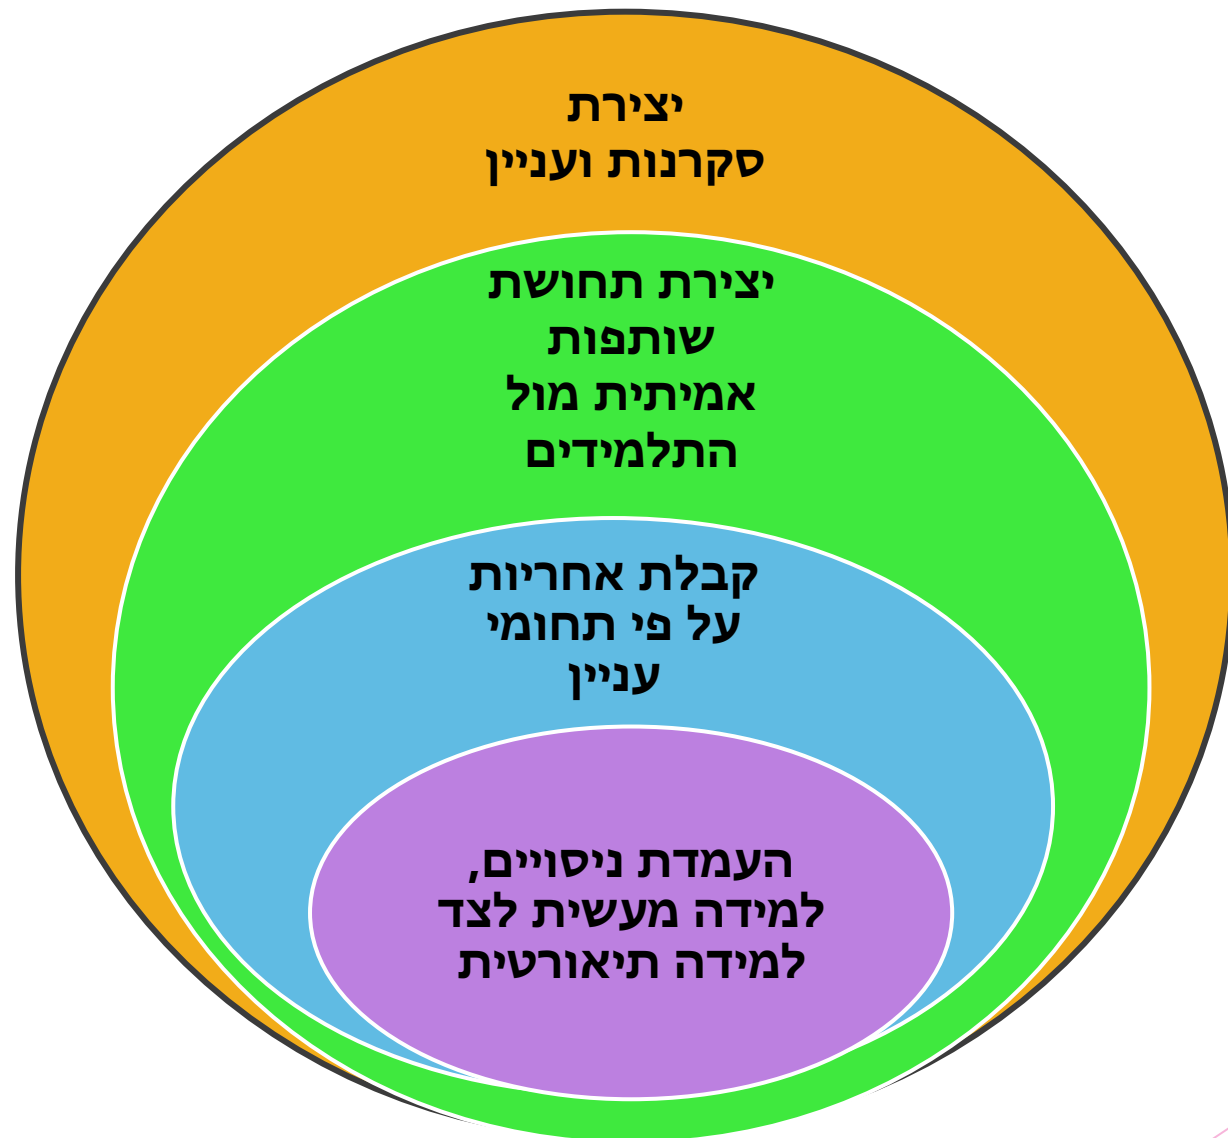 יצירת
סקרנות ועניין
יצירת תחושת
שותפות
אמיתית מול
התלמידים
קבלת אחריות
על פי תחומי
עניין
העמדת ניסויים,
למידה מעשית לצד
למידה תיאורטית